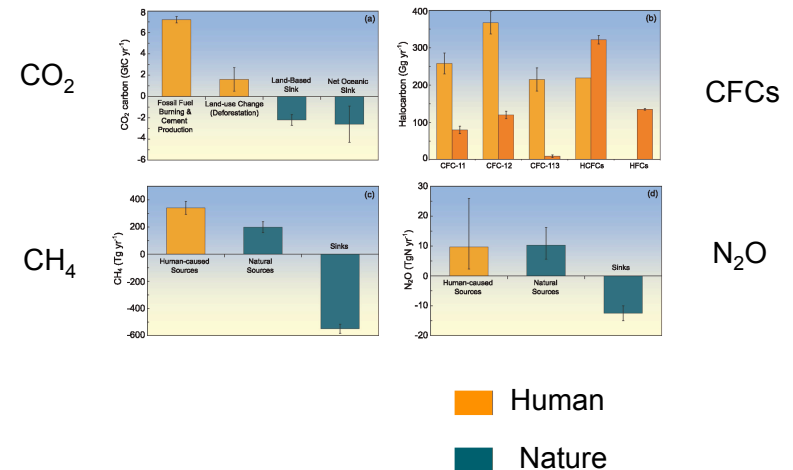 CO₂
CO₂ carbon (GtC yr⁻¹)
8
6
4
2
0
-2
-4
-6
(a)
Fossil Fuel
Burning &
Cement
Production
Land-use Change
(Deforestation)
Land-Based
Sink
Net Oceanic
Sink
Halocarbon (Gg yr⁻¹)
400
300
200
100
0
(b)
CFC-11
CFC-12
CFC-113
HCFCs
HFCs
CFCs
CH₄
CH₄ (Tg yr⁻¹)
400
200
0
-200
-400
-600
(c)
Human-caused
Sources
Natural
Sources
Sinks
N₂O (TgN yr⁻¹)
30
20
10
0
-10
-20
(d)
Human-caused
Sources
Natural
Sources
Sinks
N₂O
Human
Nature